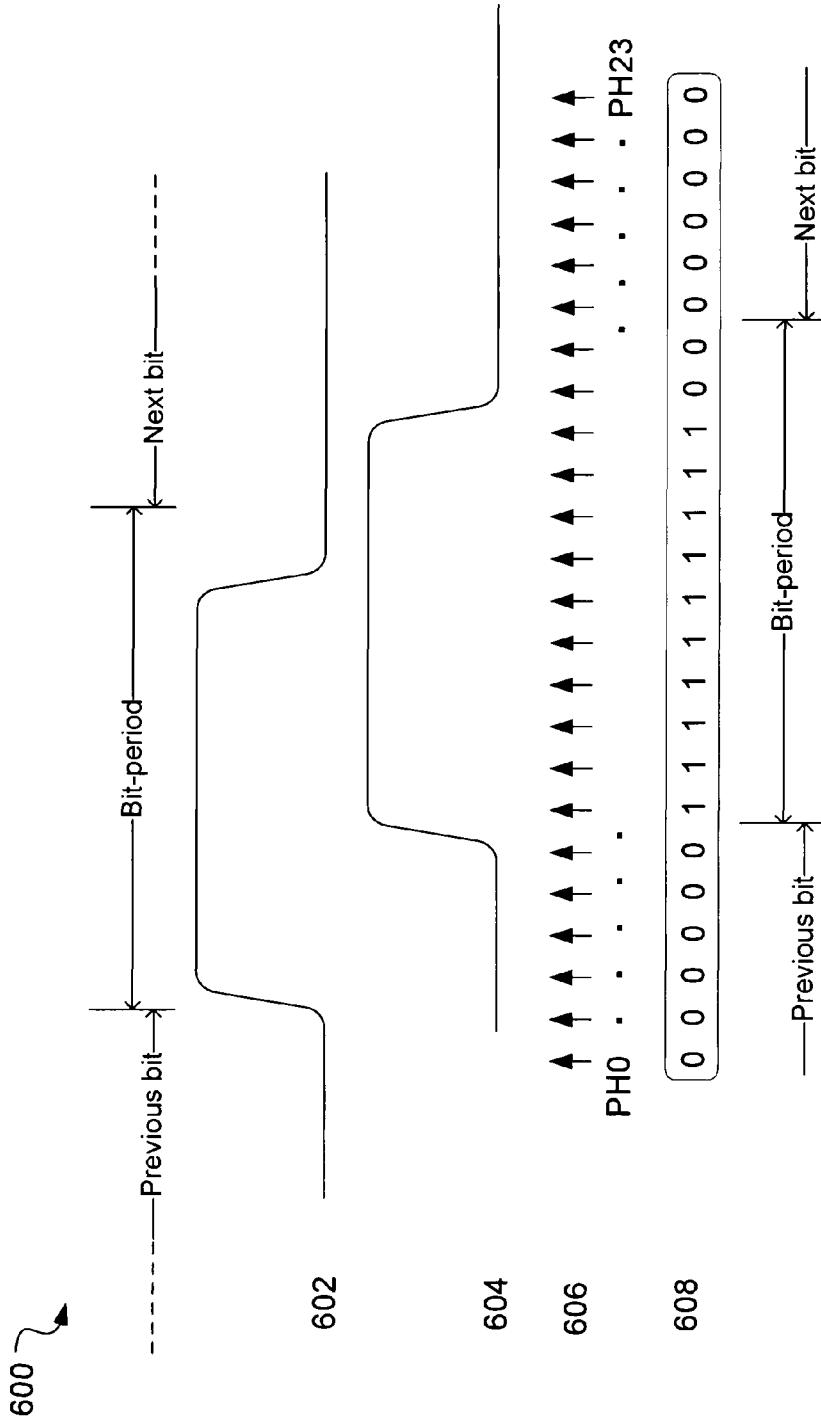 600
Previous bit Bit-period Next bit
602
604
606
PH0 . . . . . . . . . . PH23
608 0 0 0 0 0 0 1 1 1 1 1 1 1 1 1 1 0 0 0 0 0 0 0 0
Previous bit Bit-period Next bit